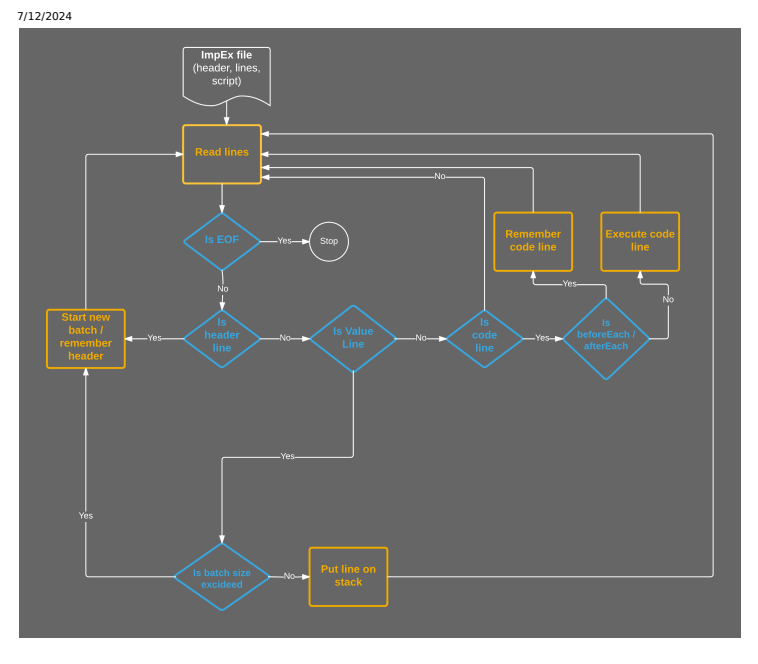 7/12/2024
ImpEx file
(header, lines,
script)
Read lines
No
Is EOF
Yes
Stop
Remember
code line
Execute code
line
No
Yes
No
Start new
batch /
remember
header
Yes
Is
header
line
No
Is Value
Line
No
Is
code
line
Yes
Is
beforeEach /
afterEach
Yes
Yes
Is batch size
excideed
No
Put line on
stack